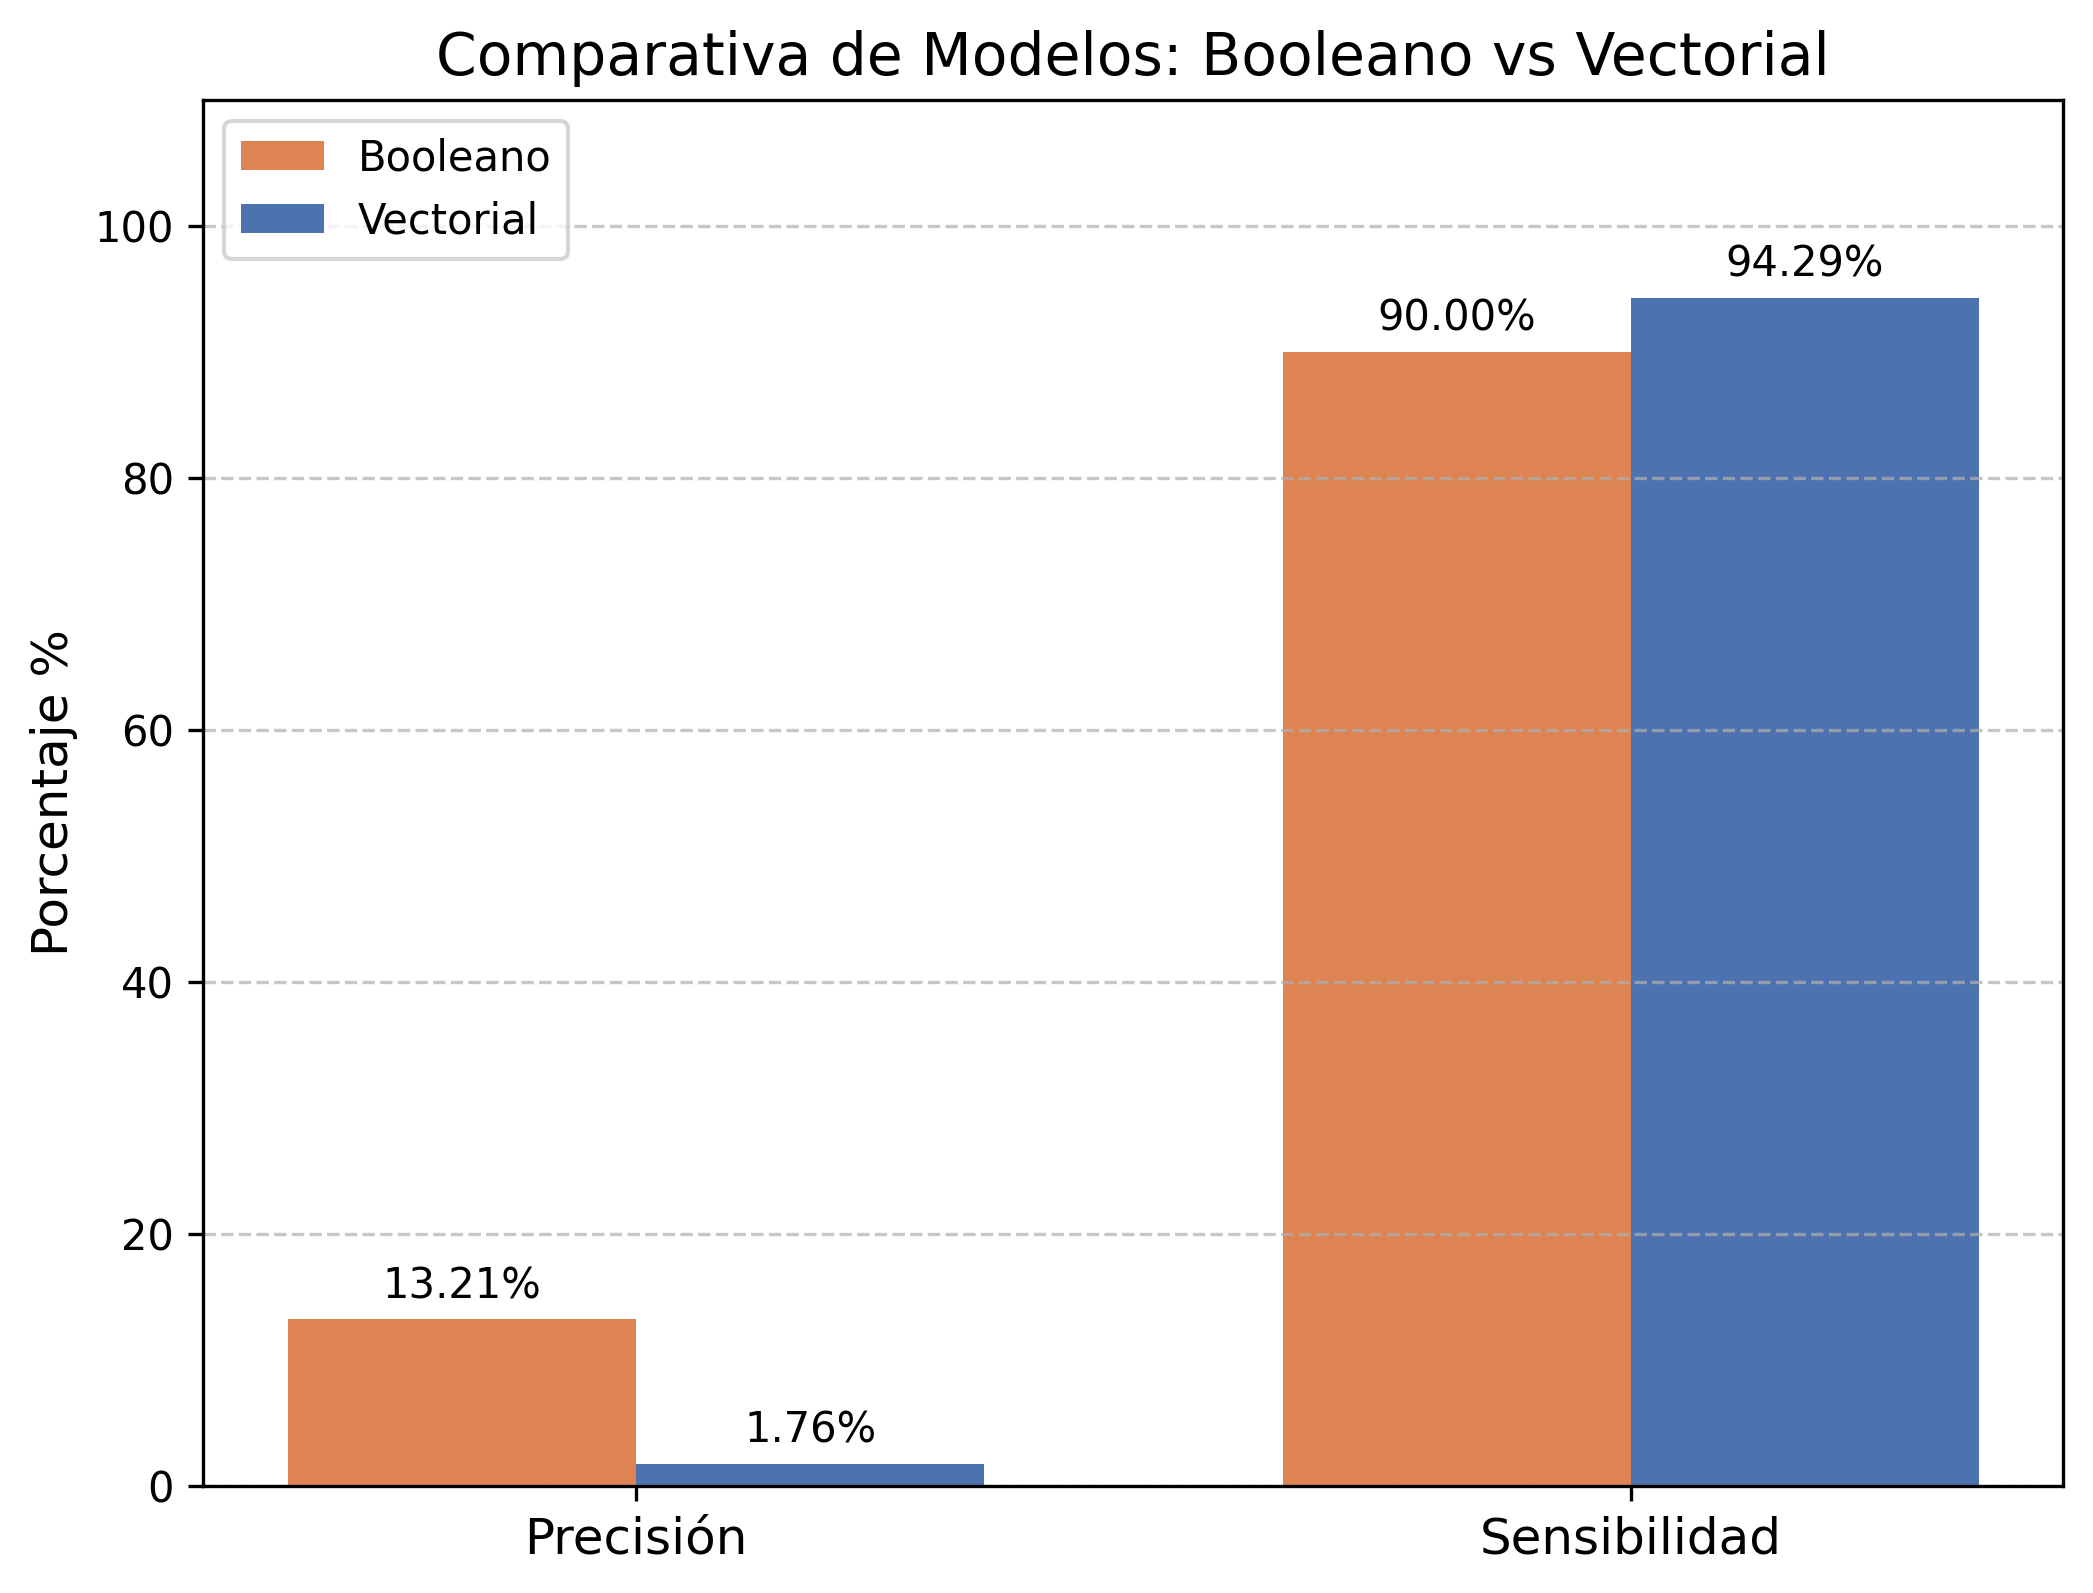 Comparativa de Modelos: Booleano vs Vectorial
Booleano
Vectorial
Porcentaje %
100
80
60
40
20
0
13.21%
1.76%
90.00%
94.29%
Precisión
Sensibilidad